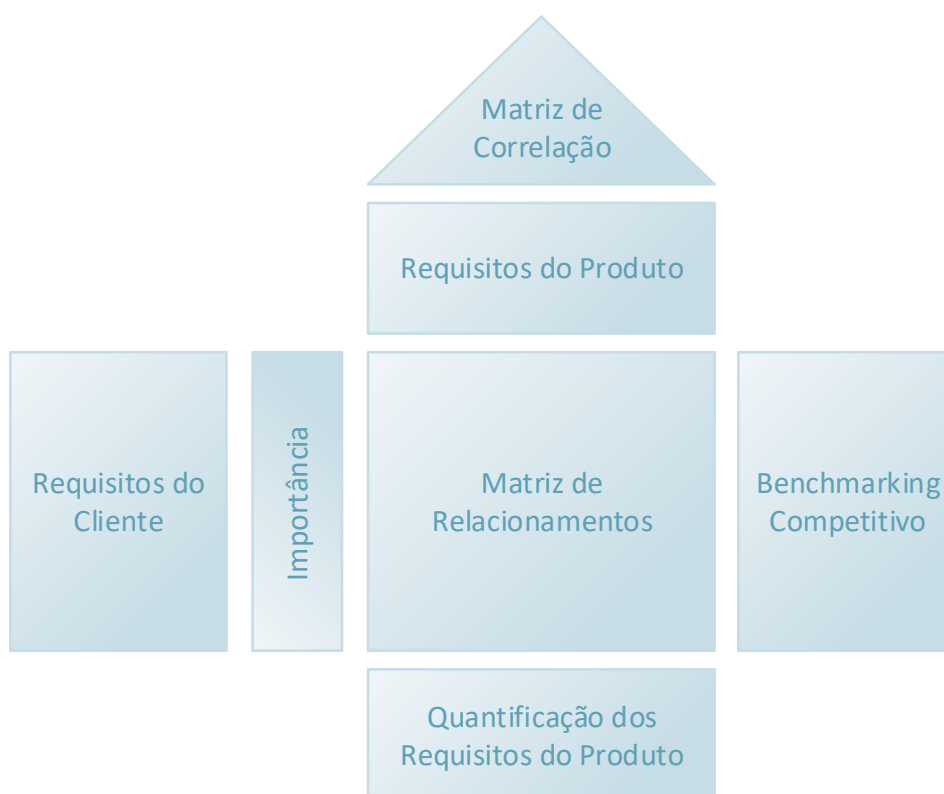 Matriz de
Correlação
Requisitos do Produto
Requisitos do
Cliente
Importância
Matriz de
Relacionamentos
Benchmarking
Competitivo
Quantificação dos
Requisitos do Produto